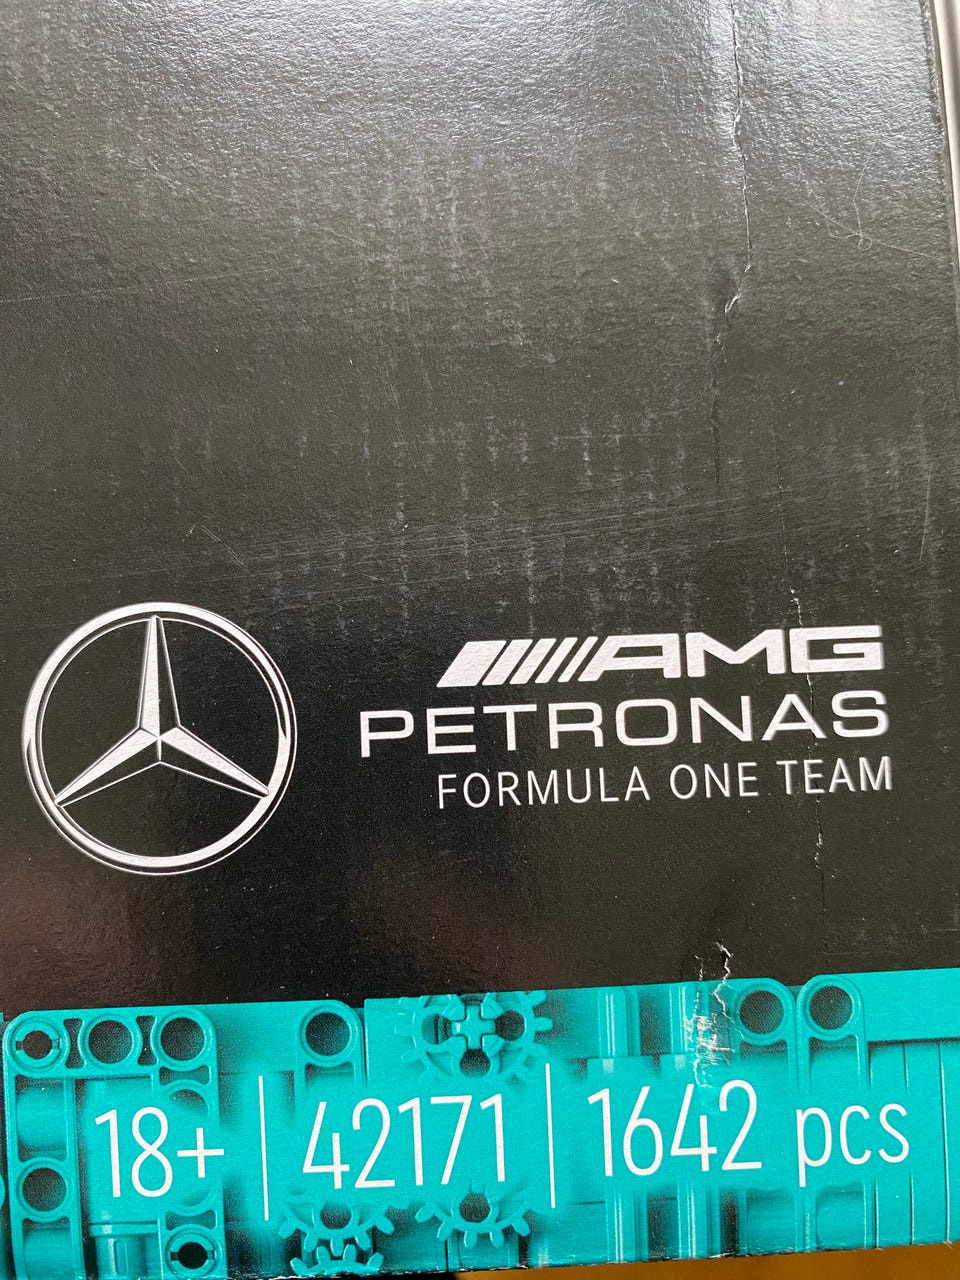 AMG
PETRONAS
FORMULA ONE TEAM
18+ | 42171 | 1642 pcs